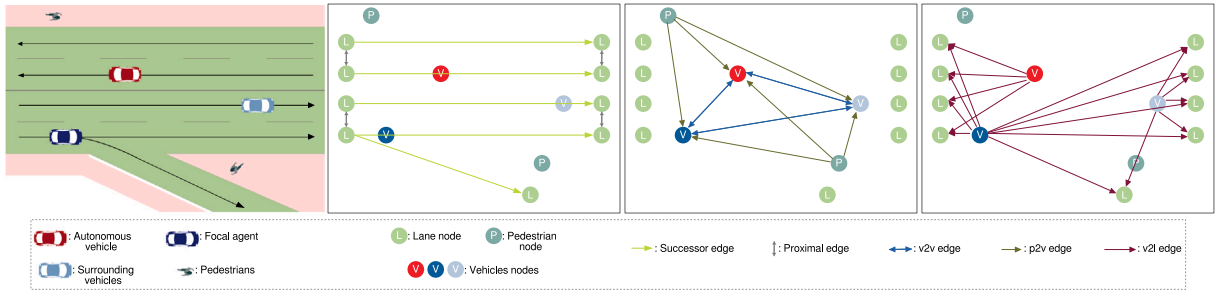 P
L L
L V L
L V L
L V L
P
L
P
L L
L V L
L V L
L V L
P
L
P
L L
L V L
L V L
L V L
P
L
: Autonomous
vehicle
: Focal agent
: Surrounding
vehicles
: Pedestrians
L : Lane node
P : Pedestrian
node
V V V : Vehicles nodes
: Successor edge
: Proximal edge
: v2v edge
: p2v edge
: v2l edge